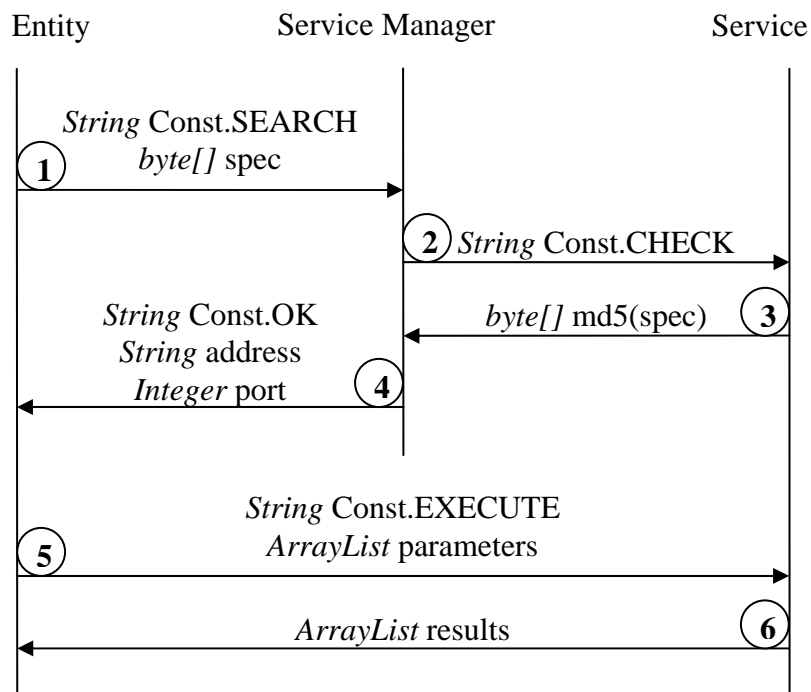 Entity Service Manager Service
String Const.SEARCH
byte[] spec
1
2 String Const.CHECK
byte[] md5(spec) 3
String Const.OK
String address
Integer port 4
String Const.EXECUTE
ArrayList parameters
5
ArrayList results 6